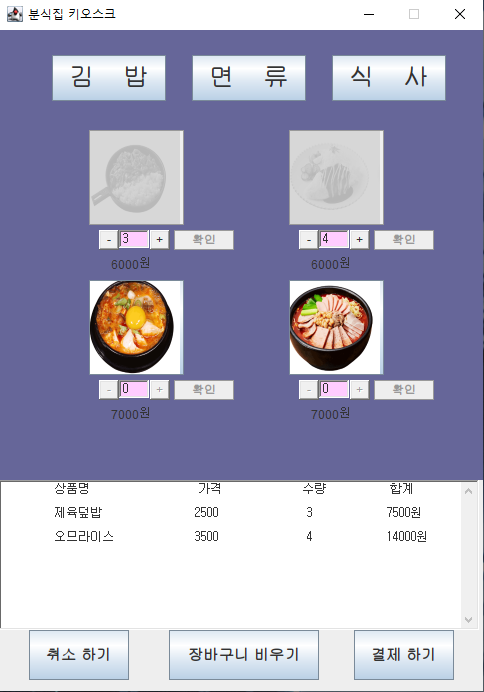 분식집 키오스크
김 밥 면 류 식 사
- 3 + 확인 - 4 + 확인
6000원 6000원
- 0 + 확인 - 0 + 확인
7000원 7000원
상품명 가격 수량 합계
제육덮밥 2500 3 7500원
오므라이스 3500 4 14000원
취소 하기 장바구니 비우기 결제 하기